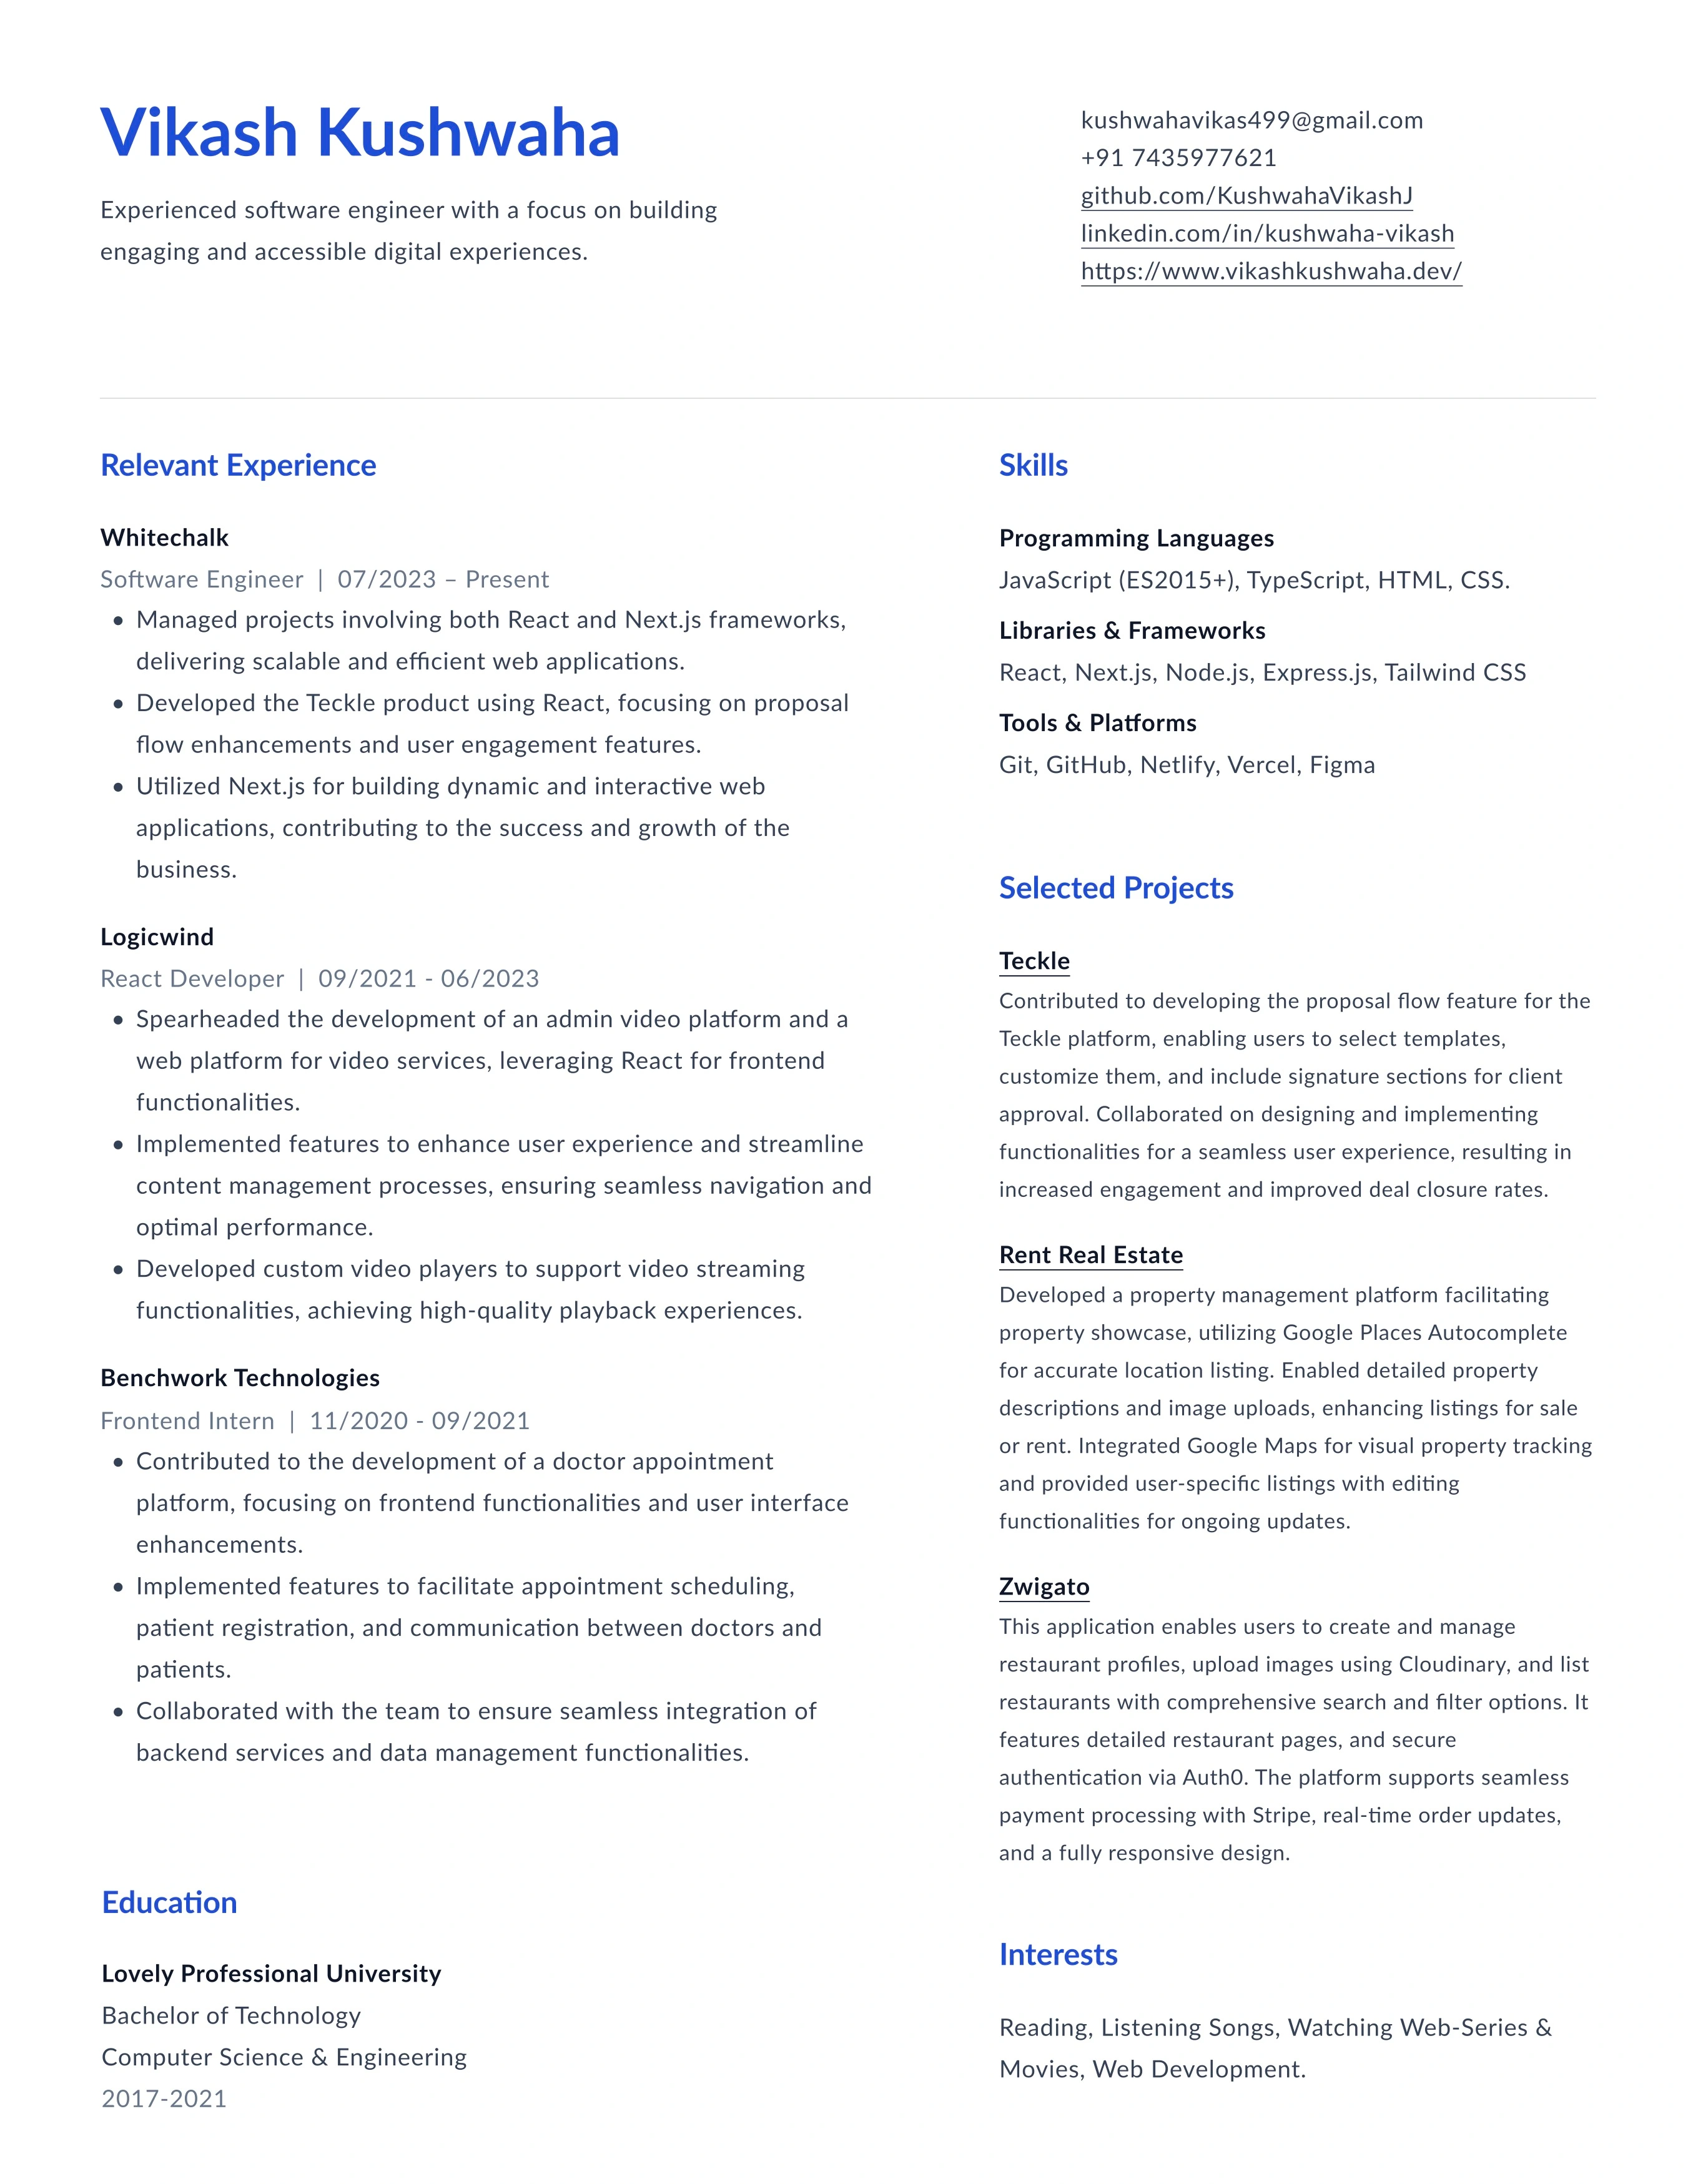 Vikash Kushwaha
Experienced software engineer with a focus on building
engaging and accessible digital experiences.
kushwahavikas499@gmail.com
+91 7435977621
github.com/KushwahaVikashJ
linkedin.com/in/kushwaha-vikash
https://www.vikashkushwaha.dev/
Relevant Experience
Whitechalk
Software Engineer | 07/2023 – Present
• Managed projects involving both React and Next.js frameworks,
delivering scalable and efficient web applications.
• Developed the Teckle product using React, focusing on proposal
flow enhancements and user engagement features.
• Utilized Next.js for building dynamic and interactive web
applications, contributing to the success and growth of the
business.
Logicwind
React Developer | 09/2021 - 06/2023
• Spearheaded the development of an admin video platform and a
web platform for video services, leveraging React for frontend
functionalities.
• Implemented features to enhance user experience and streamline
content management processes, ensuring seamless navigation and
optimal performance.
• Developed custom video players to support video streaming
functionalities, achieving high-quality playback experiences.
Benchwork Technologies
Frontend Intern | 11/2020 - 09/2021
• Contributed to the development of a doctor appointment
platform, focusing on frontend functionalities and user interface
enhancements.
• Implemented features to facilitate appointment scheduling,
patient registration, and communication between doctors and
patients.
• Collaborated with the team to ensure seamless integration of
backend services and data management functionalities.
Education
Lovely Professional University
Bachelor of Technology
Computer Science & Engineering
2017-2021
Skills
Programming Languages
JavaScript (ES2015+), TypeScript, HTML, CSS.
Libraries & Frameworks
React, Next.js, Node.js, Express.js, Tailwind CSS
Tools & Platforms
Git, GitHub, Netlify, Vercel, Figma
Selected Projects
Teckle
Contributed to developing the proposal flow feature for the
Teckle platform, enabling users to select templates,
customize them, and include signature sections for client
approval. Collaborated on designing and implementing
functionalities for a seamless user experience, resulting in
increased engagement and improved deal closure rates.
Rent Real Estate
Developed a property management platform facilitating
property showcase, utilizing Google Places Autocomplete
for accurate location listing. Enabled detailed property
descriptions and image uploads, enhancing listings for sale
or rent. Integrated Google Maps for visual property tracking
and provided user-specific listings with editing
functionalities for ongoing updates.
Zwigato
This application enables users to create and manage
restaurant profiles, upload images using Cloudinary, and list
restaurants with comprehensive search and filter options. It
features detailed restaurant pages, and secure
authentication via Auth0. The platform supports seamless
payment processing with Stripe, real-time order updates,
and a fully responsive design.
Interests
Reading, Listening Songs, Watching Web-Series &
Movies, Web Development.